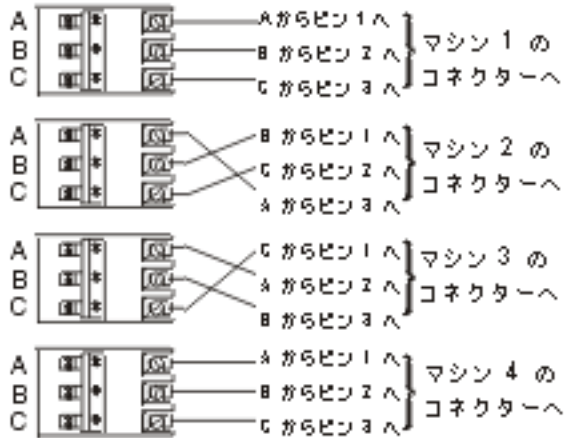 A
B
C
Aからピン 1 へ
B からピン 2 へ
C からピン 3 へ
マシン 1 の
コネクターへ
A
B
C
B からピン 1 へ
C からピン 2 へ
A からピン 3 へ
マシン 2 の
コネクターへ
A
B
C
C からピン 1 へ
A からピン 2 へ
B からピン 3 へ
マシン 3 の
コネクターへ
A
B
C
A からピン 1 へ
B からピン 2 へ
C からピン 3 へ
マシン 4 の
コネクターへ